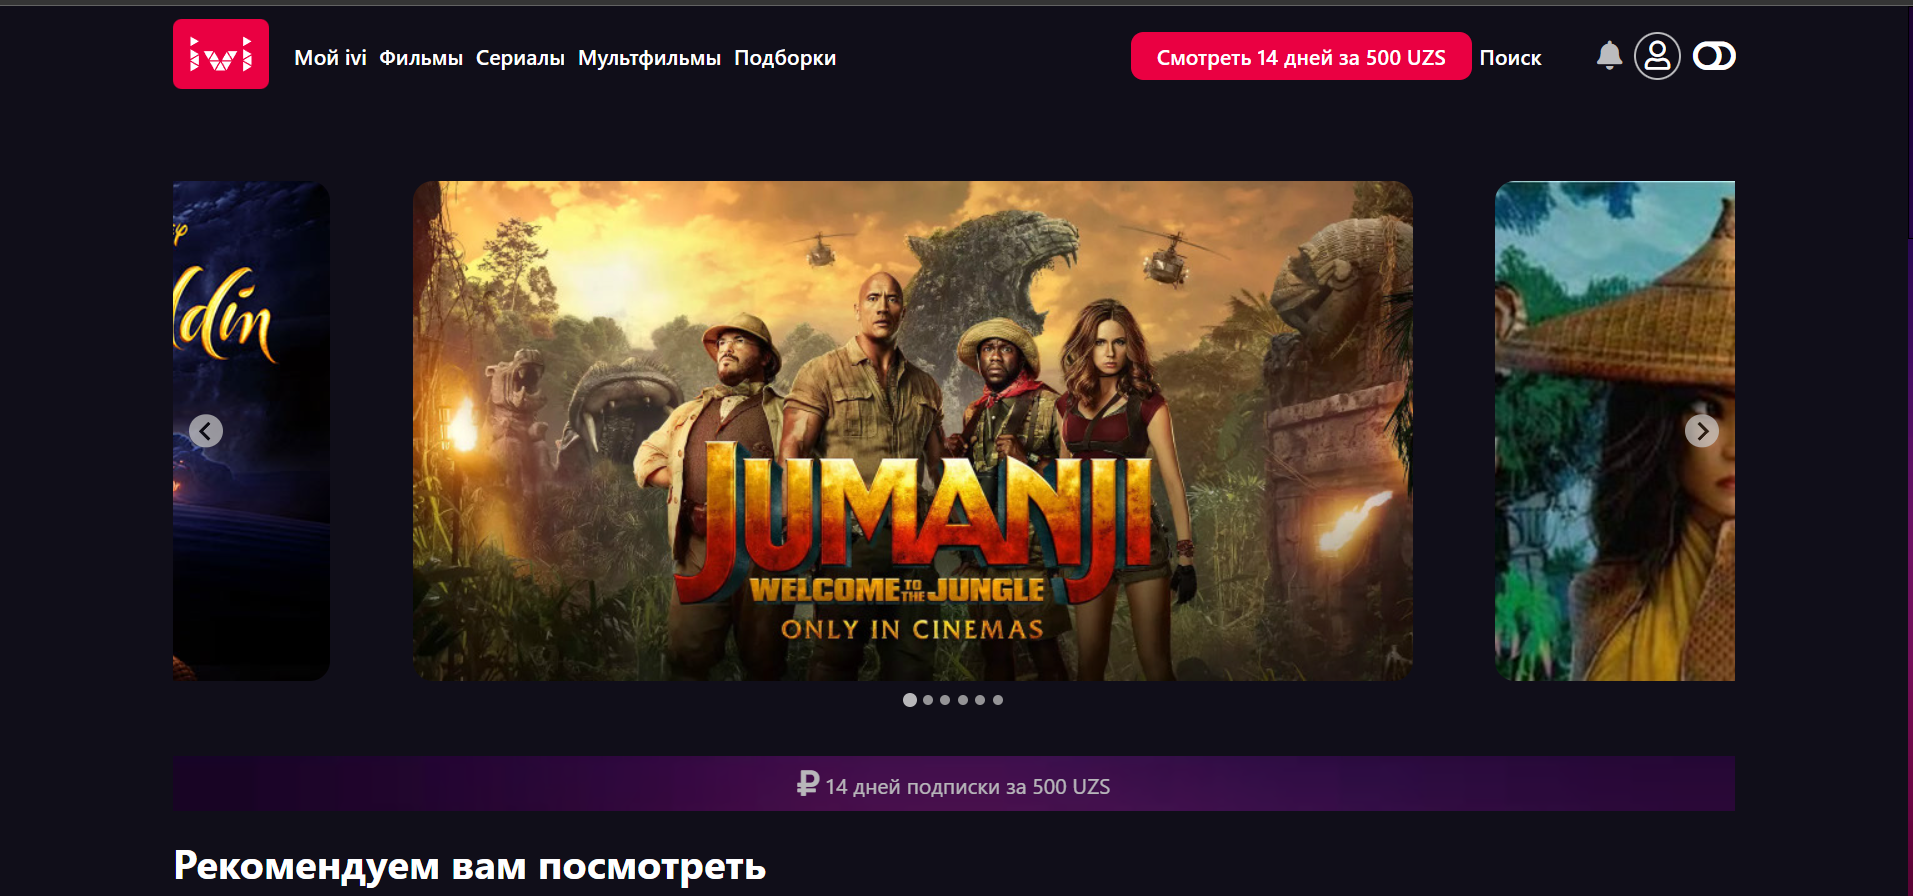 ivi
Мой ivi Фильмы Сериалы Мультфильмы Подборки
Смотреть 14 дней за 500 UZS Поиск
ldin
JUMANJI
WELCOME TO THE JUNGLE
ONLY IN CINEMAS
₽ 14 дней подписки за 500 UZS
Рекомендуем вам посмотреть